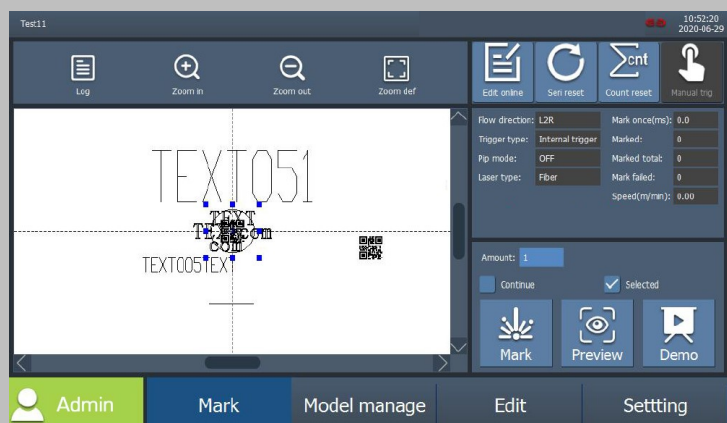 Test11
10:52:20
2020-06-29
Log
Zoom in
Zoom out
Zoom def
Edit online
Seri reset
cnt
Count reset
Manual trig
TEXT051
TEXT
com
TEXT005TEXT
Flow direction: L2R
Trigger type: Internal trigger
Pip mode: OFF
Laser type: Fiber
Mark once(ms): 0.0
Marked: 0
Marked total: 0
Mark failed: 0
Speed(m/min): 0.00
Amount: 1
Continue
Selected
Mark
Preview
Demo
Admin
Mark
Model manage
Edit
Settting